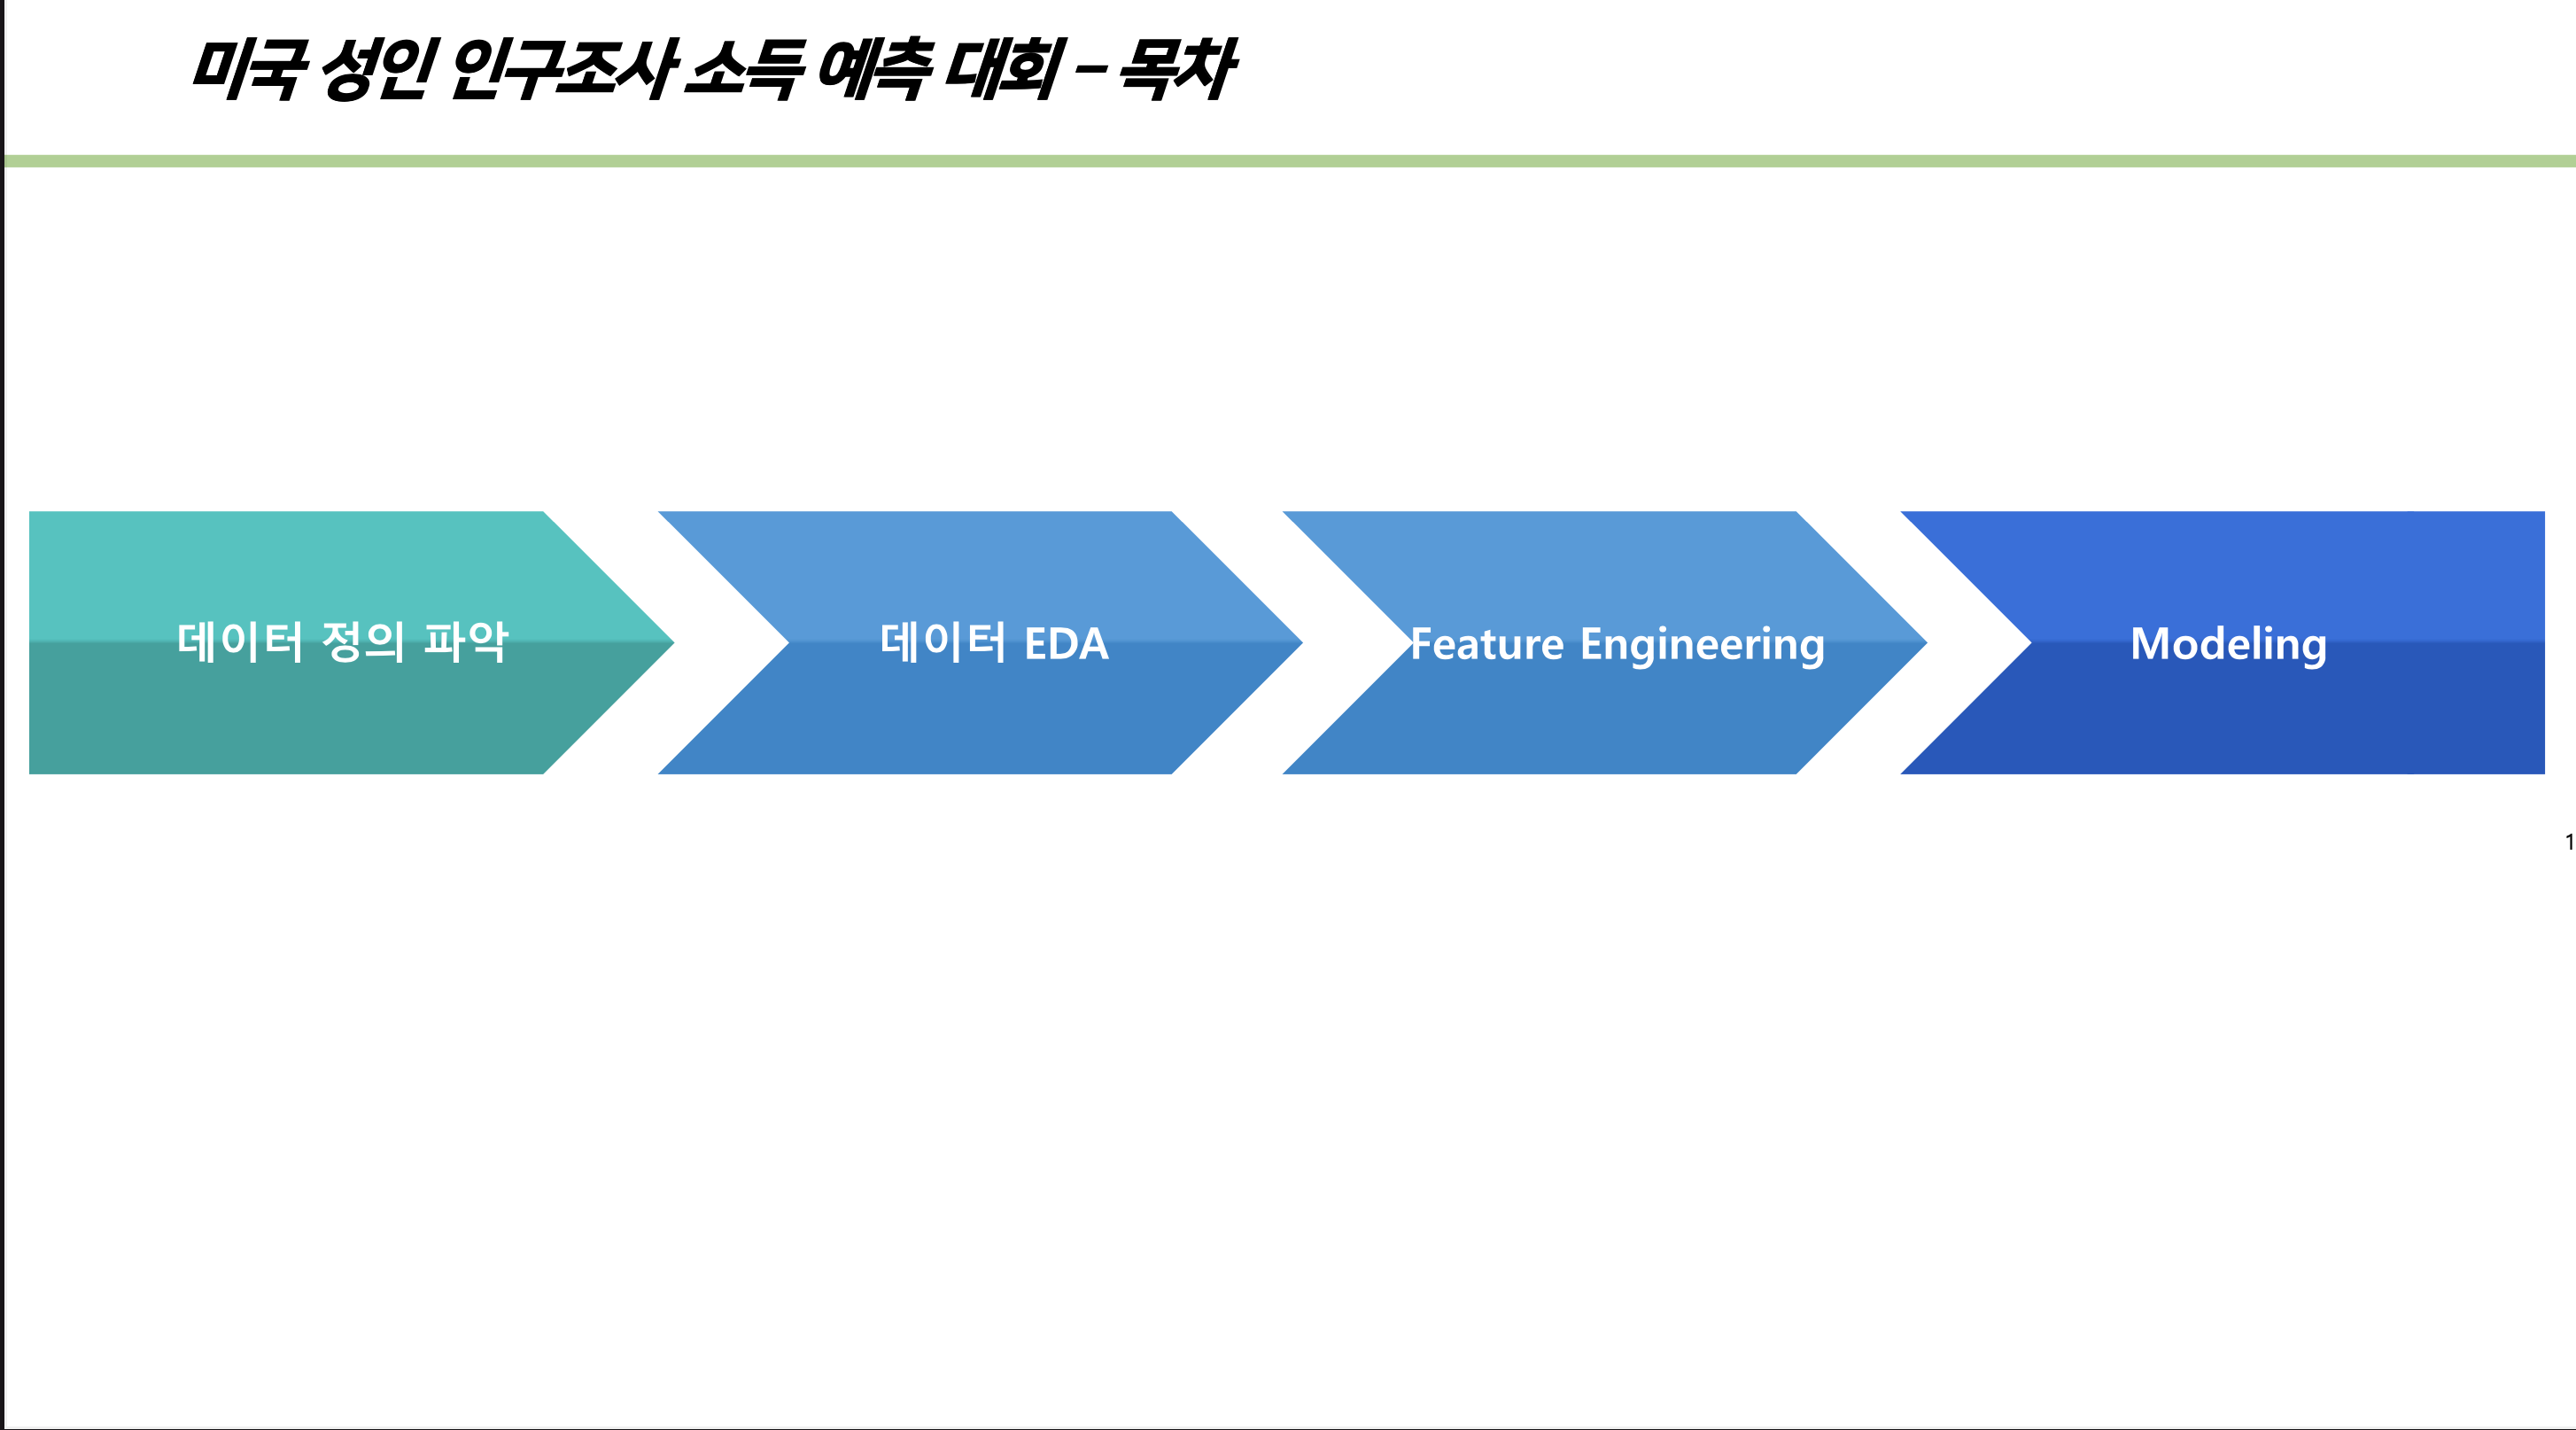 미국 성인 인구조사 소득 예측 대회 – 목차
데이터 정의 파악
데이터 EDA
Feature Engineering
Modeling
1